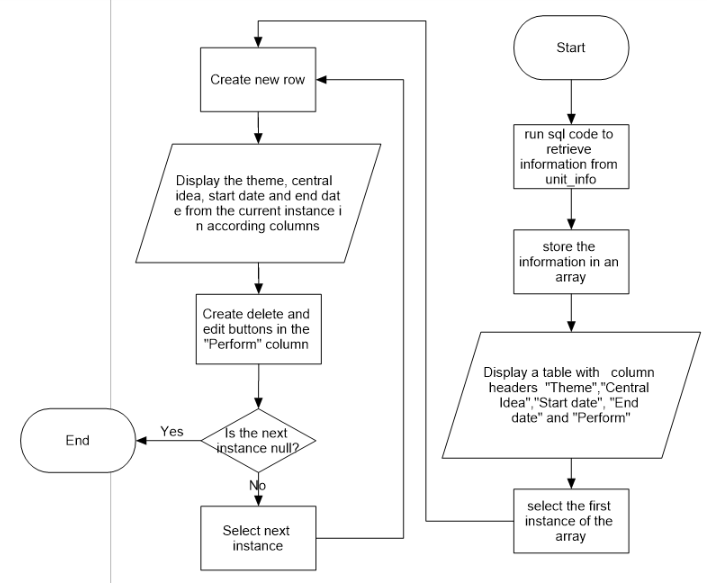 Start
run sql code to
retrieve
information from
unit_info
store the
information in an
array
Display a table with column
headers "Theme","Central
Idea","Start date", "End
date" and "Perform"
select the first
instance of the
array
Create new row
Display the theme, central
idea, start date and end dat
e from the current instance i
n according columns
Create delete and
edit buttons in the
"Perform" column
Is the next
instance null?
Yes
End
No
Select next
instance